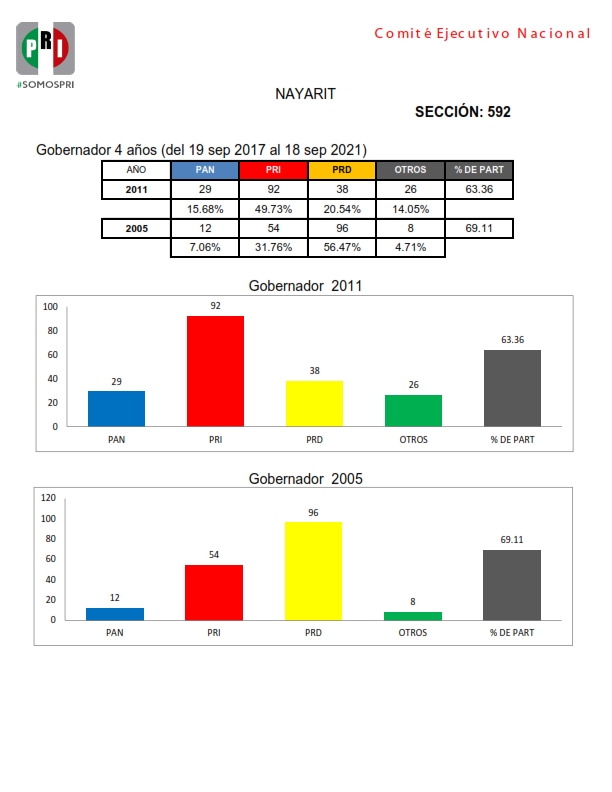 Comité Ejecutivo Nacional
PRI
#SOMOSPRI
NAYARIT
SECCIÓN: 592
Gobernador 4 años (del 19 sep 2017 al 18 sep 2021)
AÑO PAN PRI PRD OTROS % DE PART
2011 29 92 38 26 63.36
15.68% 49.73% 20.54% 14.05%
2005 12 54 96 8 69.11
7.06% 31.76% 56.47% 4.71%
Gobernador 2011
100
80
60
40
20
0
29
92
38
26
63.36
PAN PRI PRD OTROS % DE PART
Gobernador 2005
120
100
80
60
40
20
0
12
54
96
8
69.11
PAN PRI PRD OTROS % DE PART